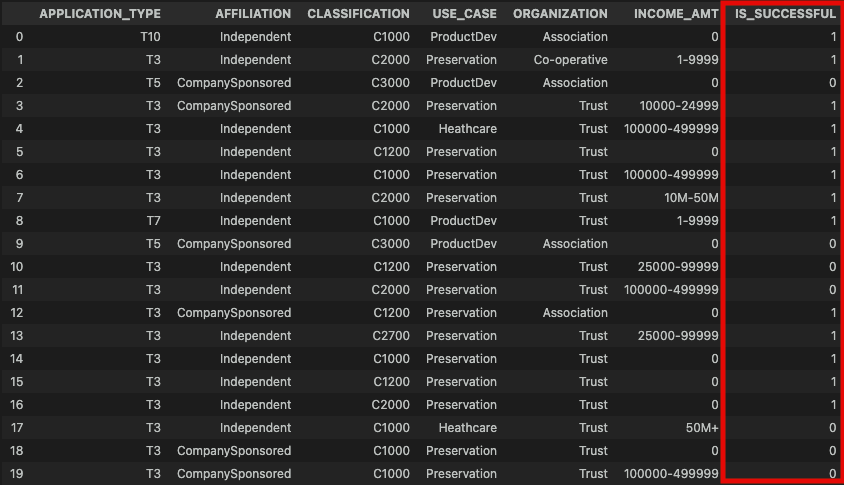 APPLICATION_TYPE AFFILIATION CLASSIFICATION USE_CASE ORGANIZATION INCOME_AMT IS_SUCCESSFUL
0 T10 Independent C1000 ProductDev Association 0 1
1 T3 Independent C2000 Preservation Co-operative 1-9999 1
2 T5 CompanySponsored C3000 ProductDev Association 0 0
3 T3 CompanySponsored C2000 Preservation Trust 10000-24999 1
4 T3 Independent C1000 Heathcare Trust 100000-499999 1
5 T3 Independent C1200 Preservation Trust 0 1
6 T3 Independent C1000 Preservation Trust 100000-499999 1
7 T3 Independent C2000 Preservation Trust 10M-50M 1
8 T7 Independent C1000 ProductDev Trust 1-9999 1
9 T5 CompanySponsored C3000 ProductDev Association 0 0
10 T3 Independent C1200 Preservation Trust 25000-99999 0
11 T3 Independent C2000 Preservation Trust 100000-499999 0
12 T3 CompanySponsored C1200 Preservation Association 0 1
13 T3 Independent C2700 Preservation Trust 25000-99999 1
14 T3 Independent C1000 Preservation Trust 0 1
15 T3 Independent C1200 Preservation Trust 0 1
16 T3 Independent C2000 Preservation Trust 0 1
17 T3 Independent C1000 Heathcare Trust 50M+ 0
18 T3 CompanySponsored C1000 Preservation Trust 0 0
19 T3 CompanySponsored C1000 Preservation Trust 100000-499999 0